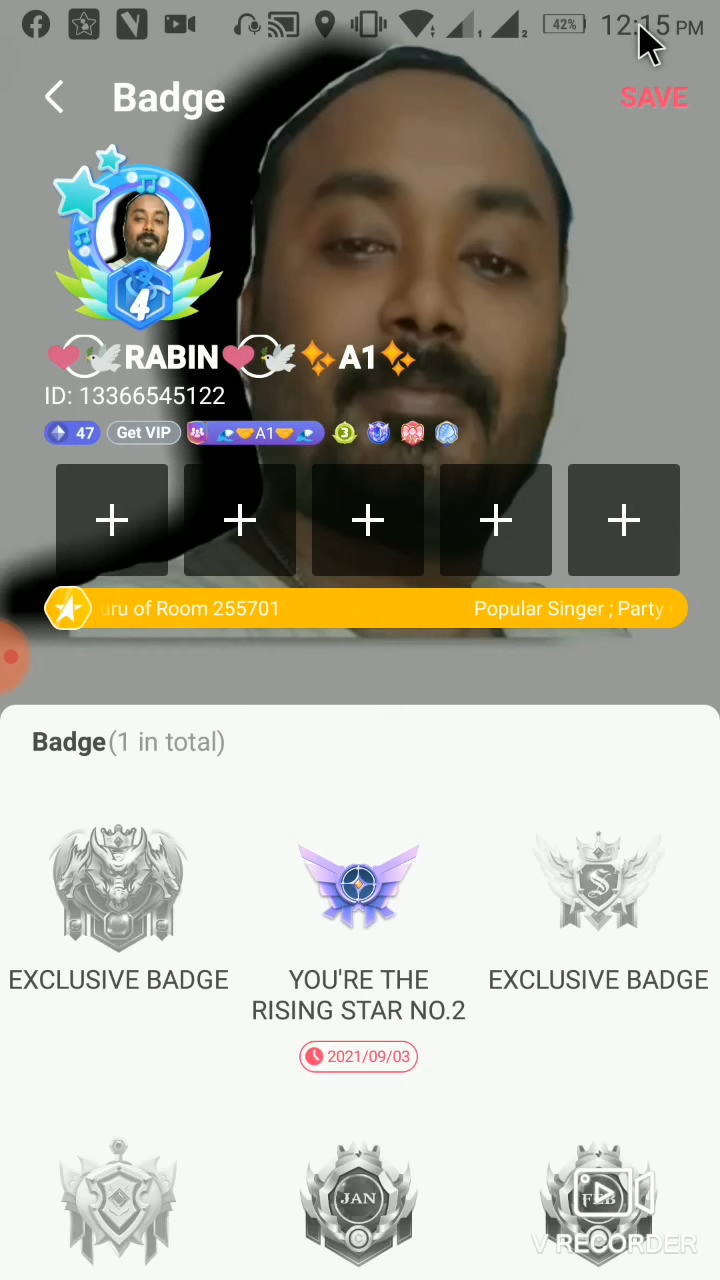 42% 12:15 PM
Badge SAVE
4
RABIN A1
ID: 13366545122
47 Get VIP A1 3
uru of Room 255701 Popular Singer ; Party
Badge(1 in total)
S
EXCLUSIVE BADGE YOU'RE THE RISING STAR NO.2 EXCLUSIVE BADGE
2021/09/03
JAN FEB
V RECORDER